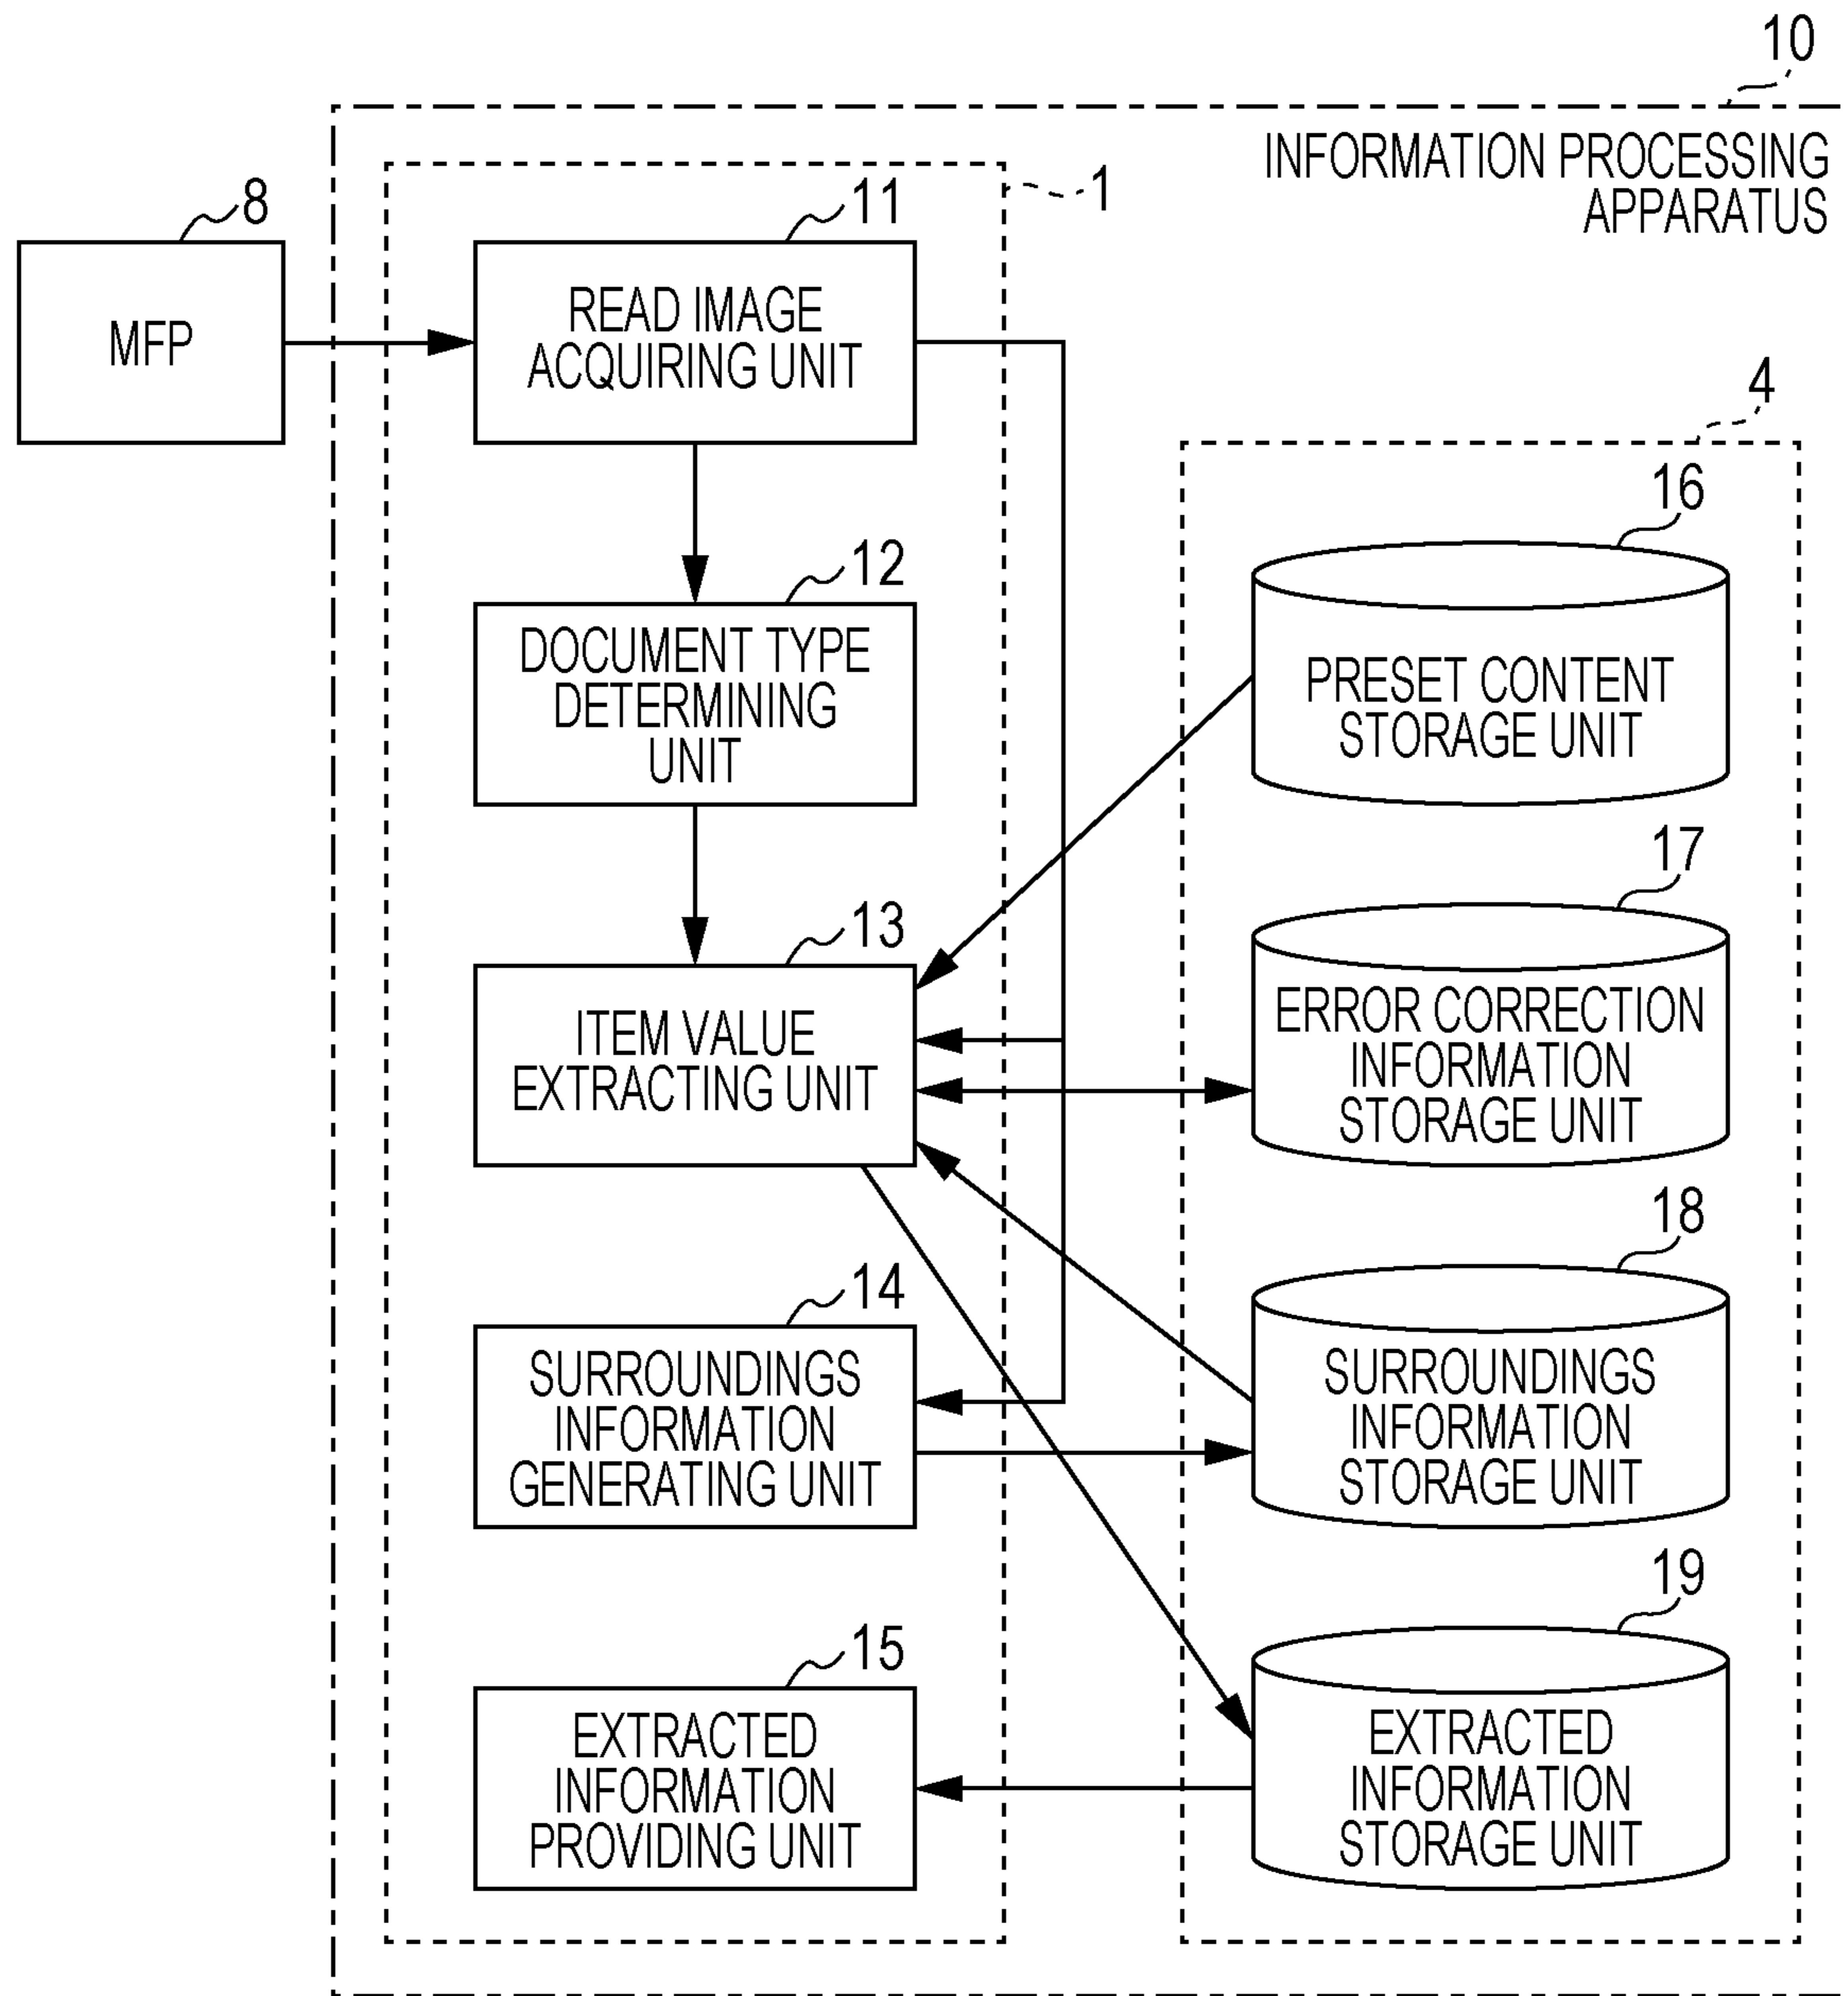 10
INFORMATION PROCESSING
APPARATUS
1
8
MFP
11
READ IMAGE
ACQUIRING UNIT
4
12
DOCUMENT TYPE
DETERMINING
UNIT
16
PRESET CONTENT
STORAGE UNIT
13
ITEM VALUE
EXTRACTING UNIT
17
ERROR CORRECTION
INFORMATION
STORAGE UNIT
14
SURROUNDINGS
INFORMATION
GENERATING UNIT
18
SURROUNDINGS
INFORMATION
STORAGE UNIT
15
EXTRACTED
INFORMATION
PROVIDING UNIT
19
EXTRACTED
INFORMATION
STORAGE UNIT